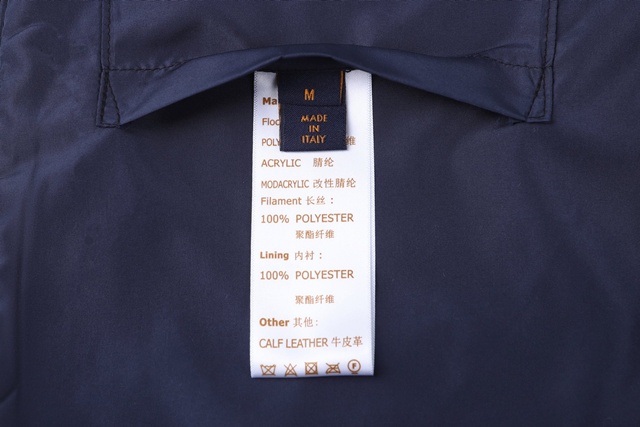 M
MADE
IN
ITALY
ACRYLIC 腈纶
MODACRYLIC 改性腈纶
Filament 长丝：
100% POLYESTER
聚酯纤维
Lining 内衬：
100% POLYESTER
聚酯纤维
Other 其他：
CALF LEATHER 牛皮革
F